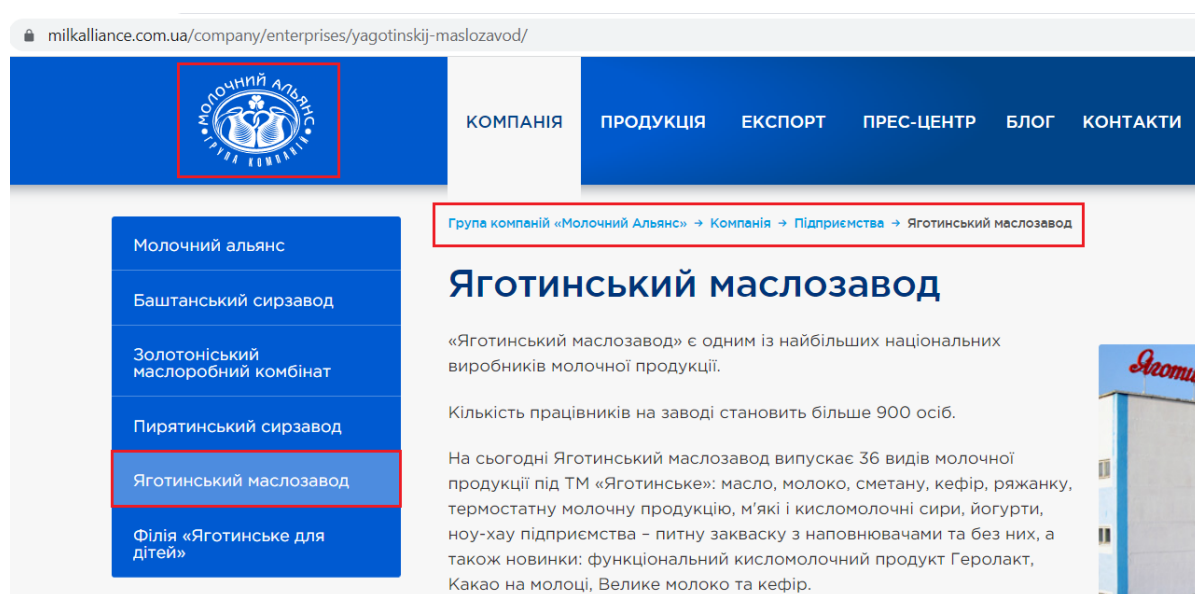 milkalliance.com.ua/company/enterprises/yagotinskij-maslozavod/
МОЛОЧНИЙ АЛЬЯНС
ГРУПА КОМПАНІЙ
КОМПАНІЯ ПРОДУКЦІЯ ЕКСПОРТ ПРЕС-ЦЕНТР БЛОГ КОНТАКТИ
Молочний альянс
Баштанський сирзавод
Золотоніський
маслоробний комбінат
Пирятинський сирзавод
Яготинський маслозавод
Філія «Яготинське для
дітей»
Група компаній «Молочний Альянс» → Компанія → Підприємства → Яготинський маслозавод
Яготинський маслозавод
«Яготинський маслозавод» є одним із найбільших національних
виробників молочної продукції.
Кількість працівників на заводі становить більше 900 осіб.
На сьогодні Яготинський маслозавод випускає 36 видів молочної
продукції під ТМ «Яготинське»: масло, молоко, сметану, кефір, ряжанку,
термостатну молочну продукцію, м'які і кисломолочні сири, йогурти,
ноу-хау підприємства – питну закваску з наповнювачами та без них, а
також новинки: функціональний кисломолочний продукт Геролакт,
Какао на молоці, Велике молоко та кефір.